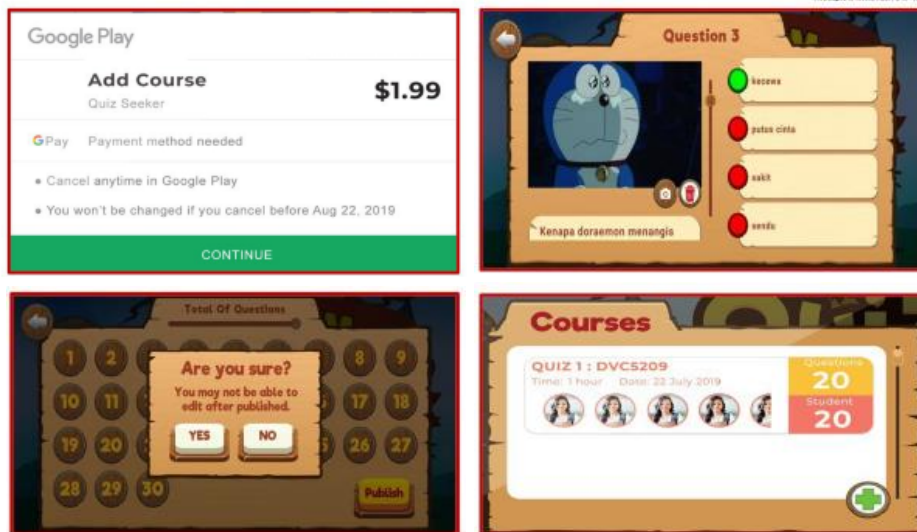 Google Play
Add Course
$1.99
Quiz Seeker
GPay Payment method needed
• Cancel anytime in Google Play
• You won't be changed if you cancel before Aug 22, 2019
CONTINUE
Question 3
kecewa
putus cinta
sakit
sendu
Kenapa doraemon menangis
Total Of Questions
1 2 8 9
10 11 17 18
19 20 26 27
28 29 30
Are you sure?
You may not be able to
edit after published.
YES NO
Publish
Courses
QUIZ 1 : DVC5209
Time: 1 hour Date: 22 July 2019
Questions
20
Student
20